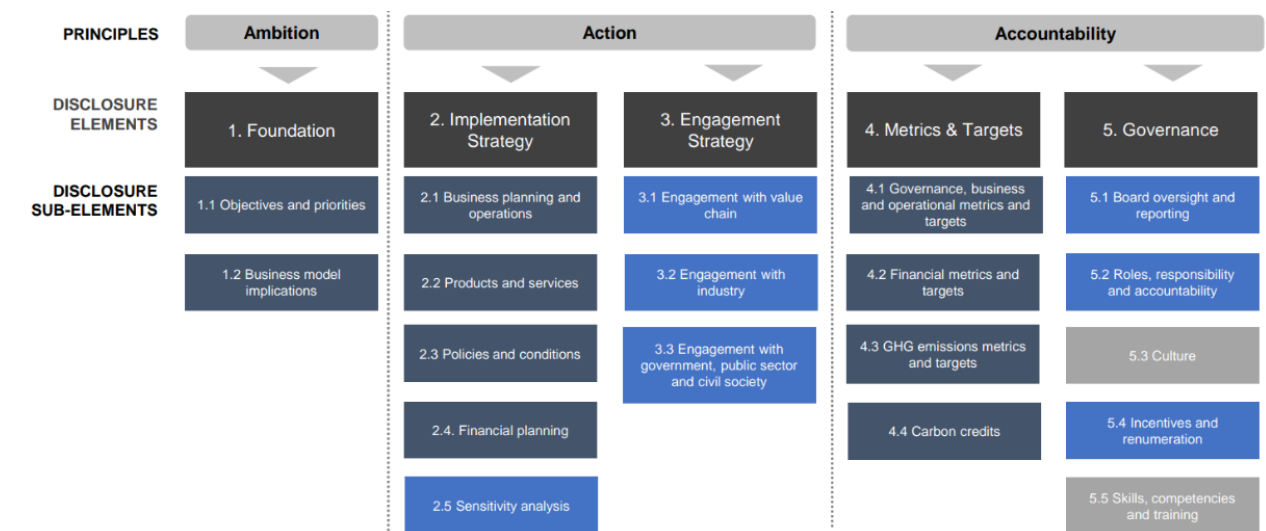 PRINCIPLES
Ambition
Action
Accountability
DISCLOSURE
ELEMENTS
1. Foundation
2. Implementation
Strategy
3. Engagement
Strategy
4. Metrics & Targets
5. Governance
DISCLOSURE
SUB-ELEMENTS
1.1 Objectives and priorities
1.2 Business model
implications
2.1 Business planning and
operations
2.2 Products and services
2.3 Policies and conditions
2.4. Financial planning
2.5 Sensitivity analysis
3.1 Engagement with value
chain
3.2 Engagement with
industry
3.3 Engagement with
government, public sector
and civil society
4.1 Governance, business
and operational metrics and
targets
4.2 Financial metrics and
targets
4.3 GHG emissions metrics
and targets
4.4 Carbon credits
5.1 Board oversight and
reporting
5.2 Roles, responsibility
and accountability
5.3 Culture
5.4 Incentives and
renumeration
5.5 Skills, competencies
and training